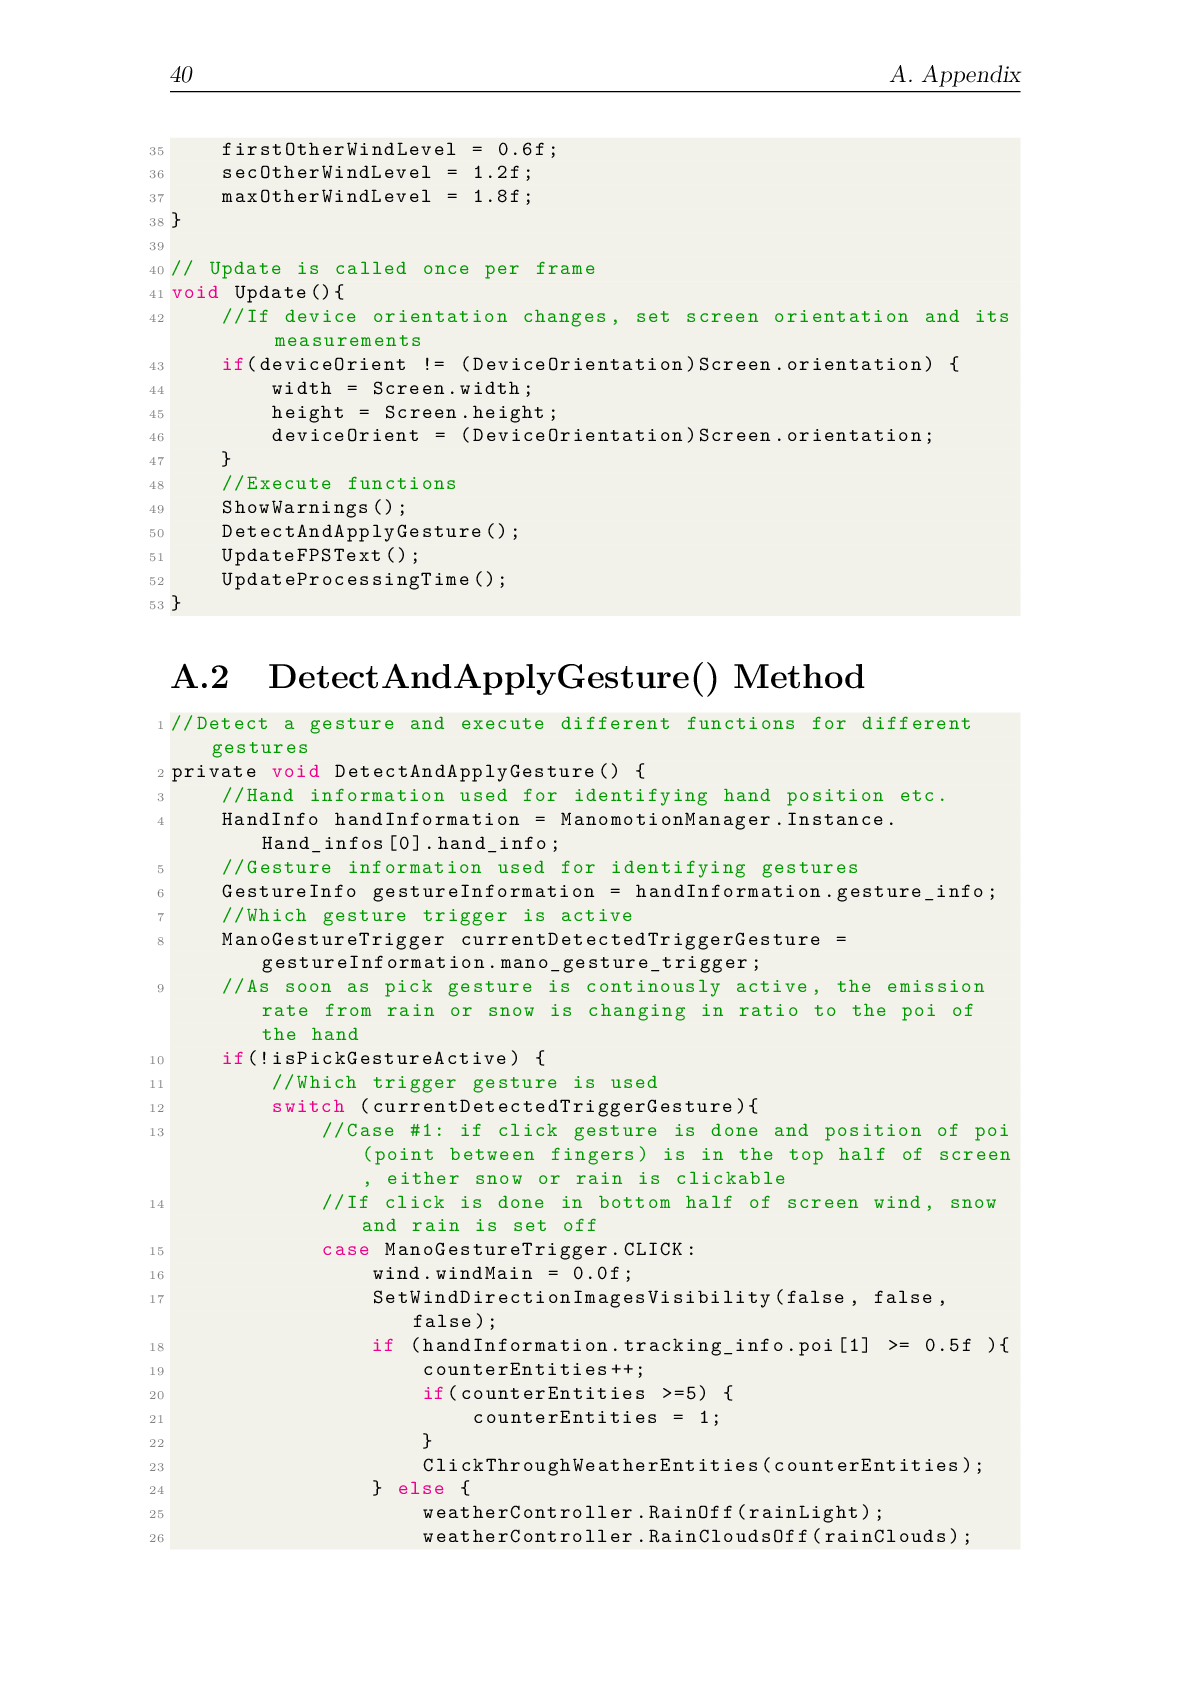 40 A. Appendix
35 firstOtherWindLevel = 0.6f;
36 secOtherWindLevel = 1.2f;
37 maxOtherWindLevel = 1.8f;
38 }
39
40 // Update is called once per frame
41 void Update(){
42 //If device orientation changes, set screen orientation and its
measurements
43 if(deviceOrient != (DeviceOrientation)Screen.orientation) {
44 width = Screen.width;
45 height = Screen.height;
46 deviceOrient = (DeviceOrientation)Screen.orientation;
47 }
48 //Execute functions
49 ShowWarnings();
50 DetectAndApplyGesture();
51 UpdateFPSText();
52 UpdateProcessingTime();
53 }
A.2 DetectAndApplyGesture() Method
1 //Detect a gesture and execute different functions for different
gestures
2 private void DetectAndApplyGesture() {
3 //Hand information used for identifying hand position etc.
4 HandInfo handInformation = ManomotionManager.Instance.
Hand_infos[0].hand_info;
5 //Gesture information used for identifying gestures
6 GestureInfo gestureInformation = handInformation.gesture_info;
7 //Which gesture trigger is active
8 ManoGestureTrigger currentDetectedTriggerGesture =
gestureInformation.mano_gesture_trigger;
9 //As soon as pick gesture is continously active, the emission
rate from rain or snow is changing in ratio to the poi of
the hand
10 if(!isPickGestureActive) {
11 //Which trigger gesture is used
12 switch (currentDetectedTriggerGesture){
13 //Case #1: if click gesture is done and position of poi
(point between fingers) is in the top half of screen
, either snow or rain is clickable
14 //If click is done in bottom half of screen wind, snow
and rain is set off
15 case ManoGestureTrigger.CLICK:
16 wind.windMain = 0.0f;
17 SetWindDirectionImagesVisibility(false, false,
false);
18 if (handInformation.tracking_info.poi[1] >= 0.5f ){
19 counterEntities++;
20 if(counterEntities >=5) {
21 counterEntities = 1;
22 }
23 ClickThroughWeatherEntities(counterEntities);
24 } else {
25 weatherController.RainOff(rainLight);
26 weatherController.RainCloudsOff(rainClouds);